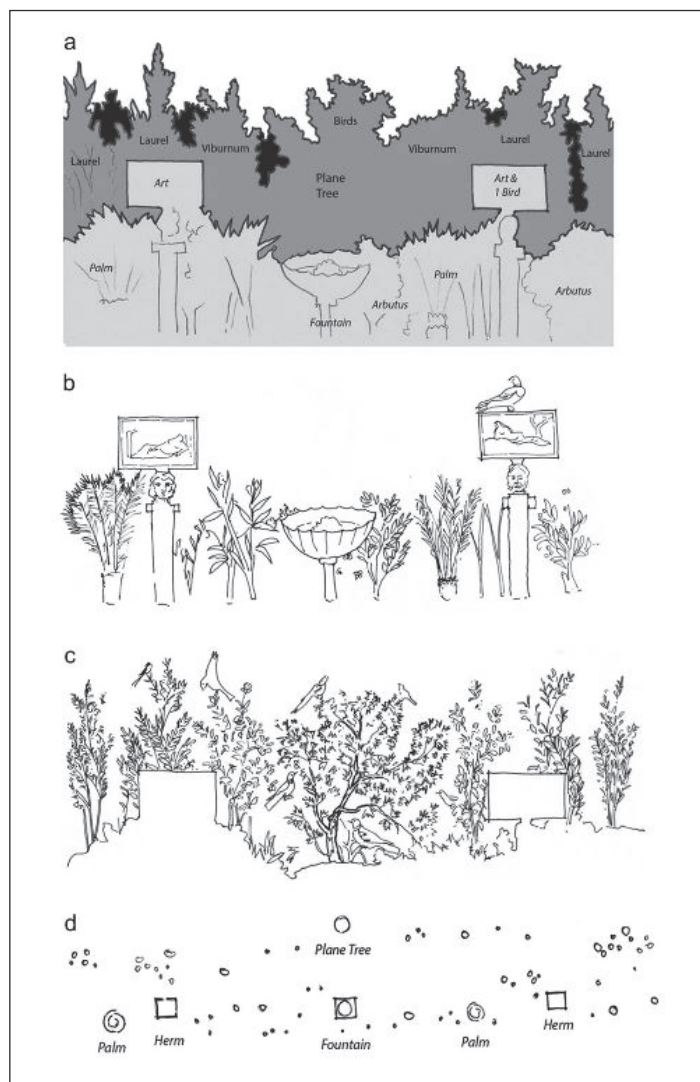 a
Birds
Laurel
Viburnum
Viburnum
Laurel
Laurel
Laurel
Plane
Tree
Art
Art &
1 Bird
Palm
Palm
Arbutus
Arbutus
Fountain
b
c
d
Plane Tree
Palm
Herm
Fountain
Palm
Herm